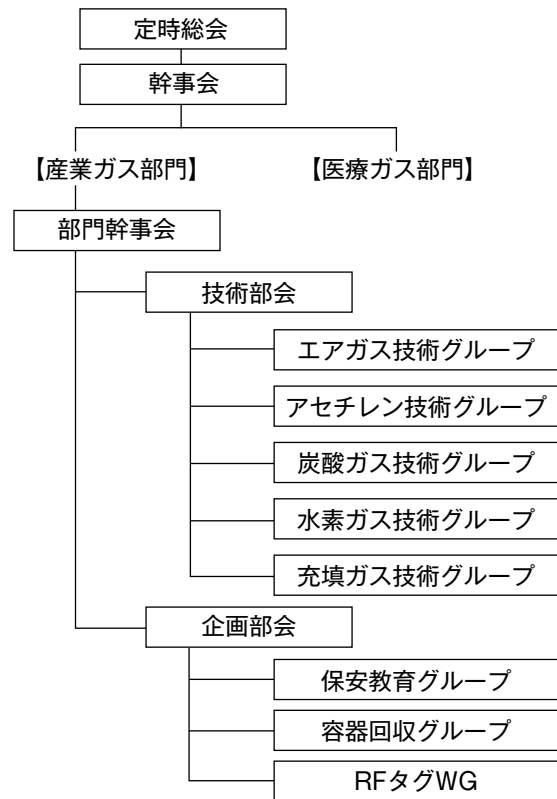 定時総会
幹事会
【産業ガス部門】
【医療ガス部門】
部門幹事会
技術部会
エアガス技術グループ
アセチレン技術グループ
炭酸ガス技術グループ
水素ガス技術グループ
充填ガス技術グループ
企画部会
保安教育グループ
容器回収グループ
RFタグWG